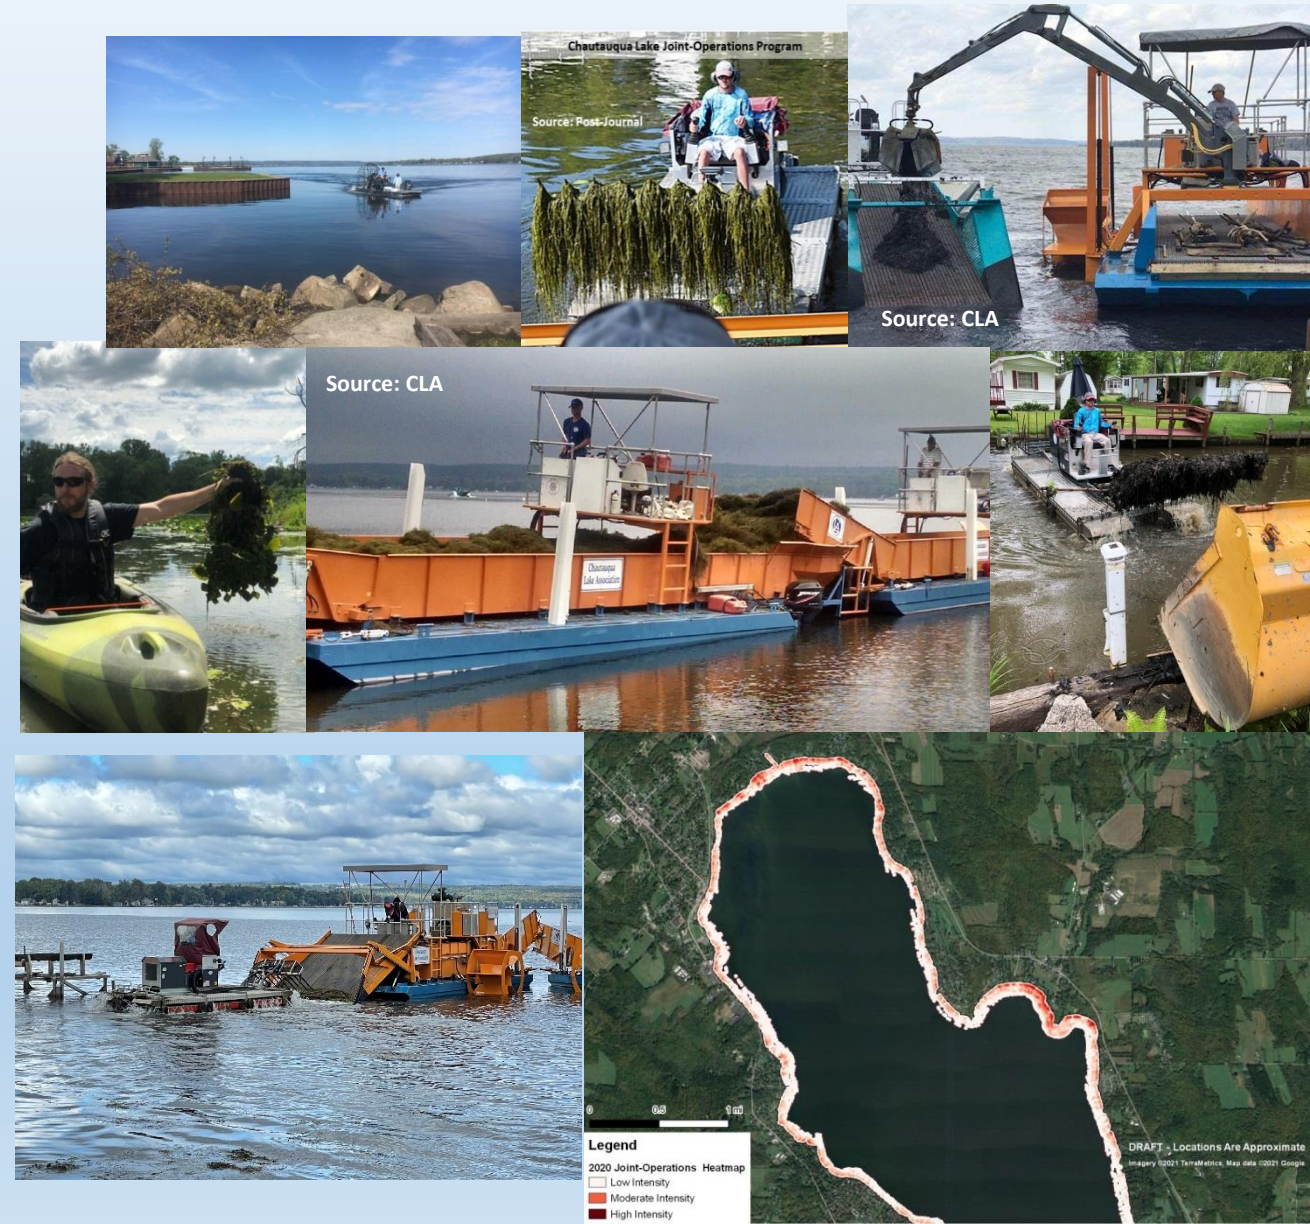 Chautauqua Lake Joint-Operations Program
Source: Post-Journal
Source: CLA
Source: CLA
Chautauqua
Lake Association
0 0.5 1 mi
Legend
2020 Joint-Operations Heatmap
Low Intensity
Moderate Intensity
High Intensity
DRAFT - Locations Are Approximate
Imagery ©2021 TerraMetrics, Map data ©2021 Google